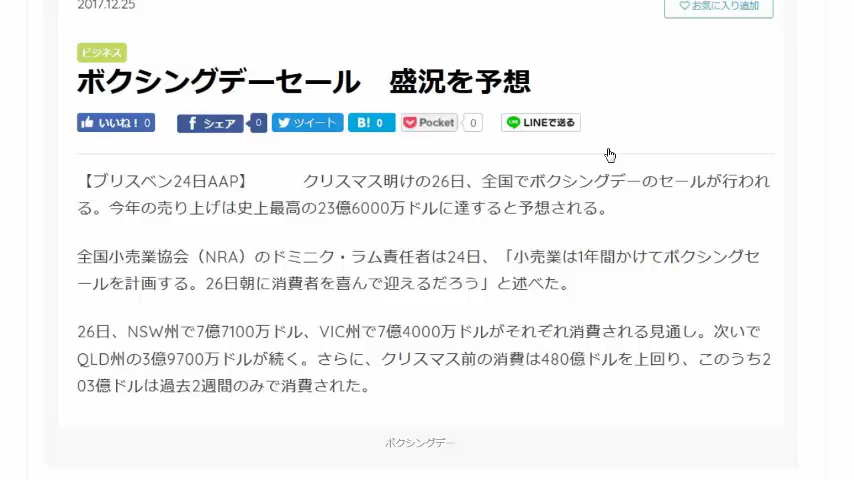 2017.12.25
♡お気に入り追加
ビジネス
ボクシングデーセール　盛況を予想
いいね！ 0
シェア 0
ツイート
B! 0
Pocket 0
LINEで送る
【ブリスベン24日AAP】　　　クリスマス明けの26日、全国でボクシングデーのセールが行われ
る。今年の売り上げは史上最高の23億6000万ドルに達すると予想される。
全国小売業協会（NRA）のドミニク・ラム責任者は24日、「小売業は1年間かけてボクシングセ
ールを計画する。26日朝に消費者を喜んで迎えるだろう」と述べた。
26日、NSW州で7億7100万ドル、VIC州で7億4000万ドルがそれぞれ消費される見通し。次いで
QLD州の3億9700万ドルが続く。さらに、クリスマス前の消費は480億ドルを上回り、このうち2
03億ドルは過去2週間のみで消費された。
ボクシングデー